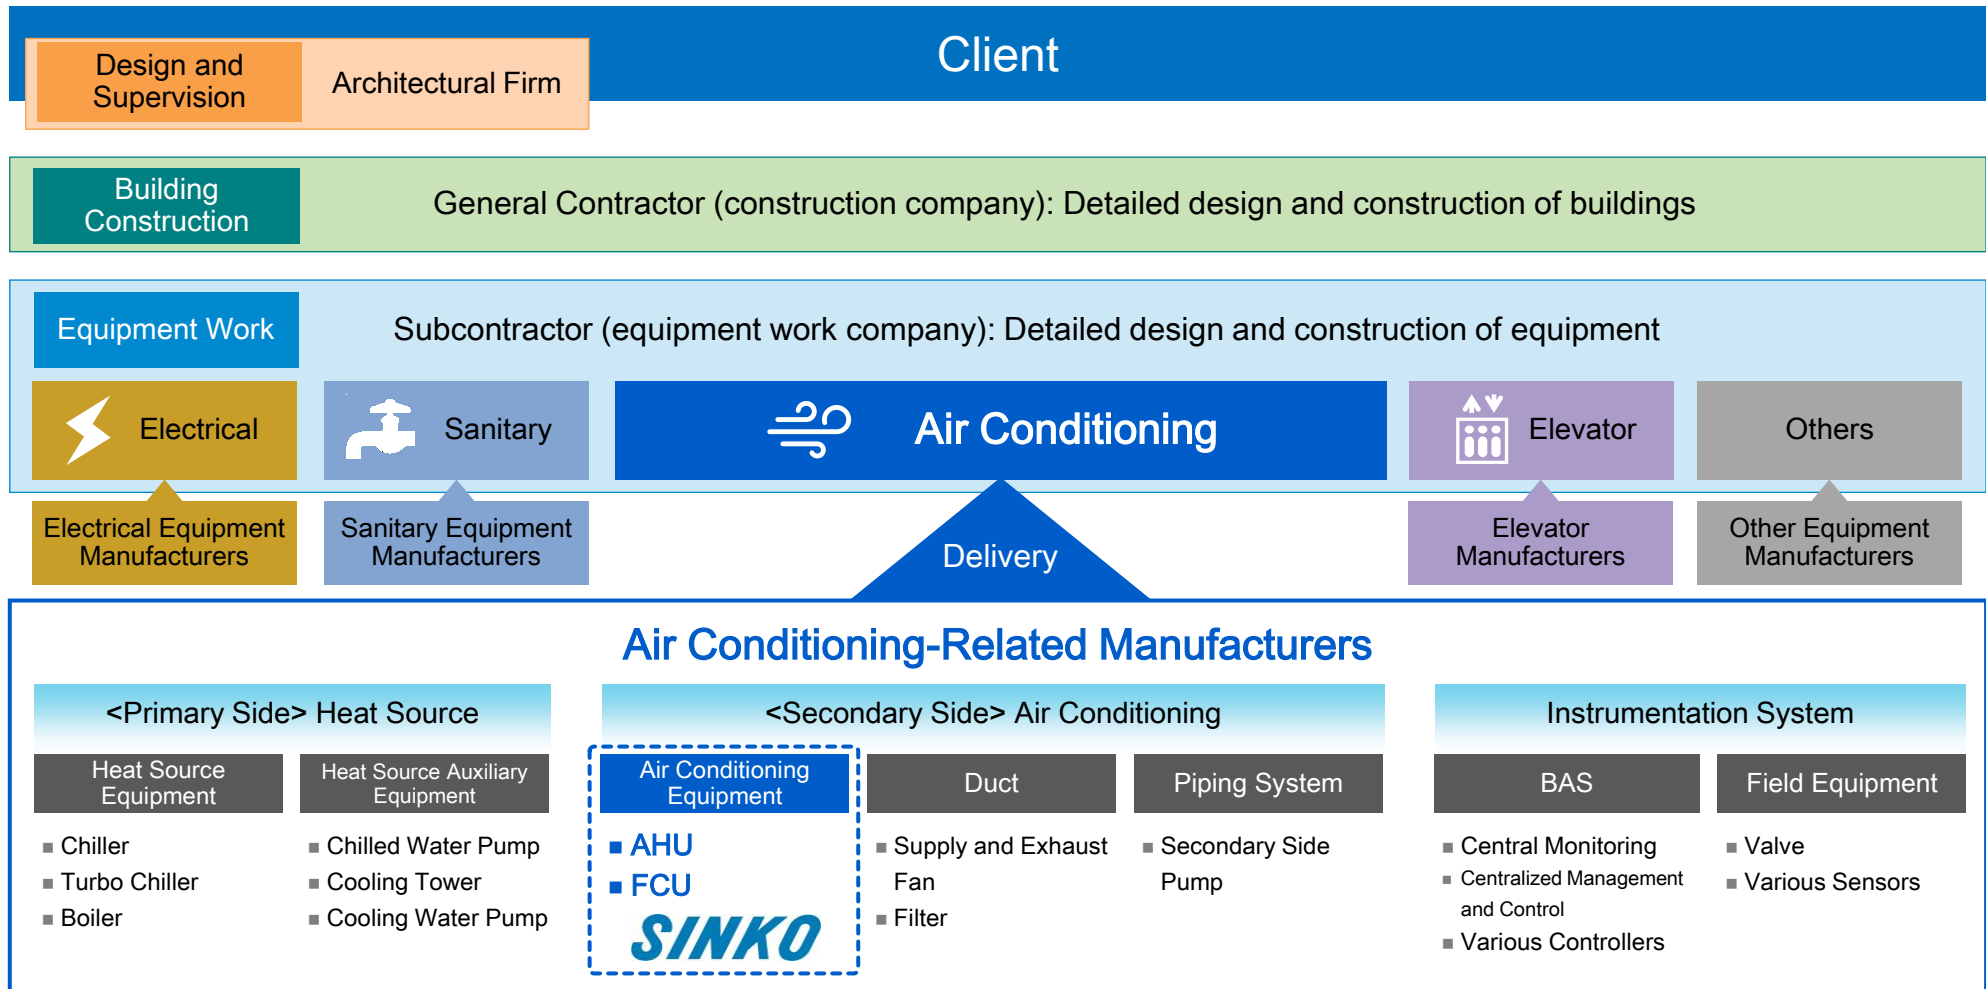 Client
Design and
Supervision
Architectural Firm
Building
Construction
General Contractor (construction company): Detailed design and construction of buildings
Equipment Work
Subcontractor (equipment work company): Detailed design and construction of equipment
Electrical
Sanitary
Air Conditioning
Elevator
Others
Electrical Equipment
Manufacturers
Sanitary Equipment
Manufacturers
Delivery
Elevator
Manufacturers
Other Equipment
Manufacturers
Air Conditioning-Related Manufacturers
<Primary Side> Heat Source
Heat Source
Equipment
■ Chiller
■ Turbo Chiller
■ Boiler
Heat Source Auxiliary
Equipment
■ Chilled Water Pump
■ Cooling Tower
■ Cooling Water Pump
<Secondary Side> Air Conditioning
Air Conditioning
Equipment
■ AHU
■ FCU
SINKO
Duct
■ Supply and Exhaust
Fan
■ Filter
Piping System
■ Secondary Side
Pump
Instrumentation System
BAS
■ Central Monitoring
■ Centralized Management
and Control
■ Various Controllers
Field Equipment
■ Valve
■ Various Sensors